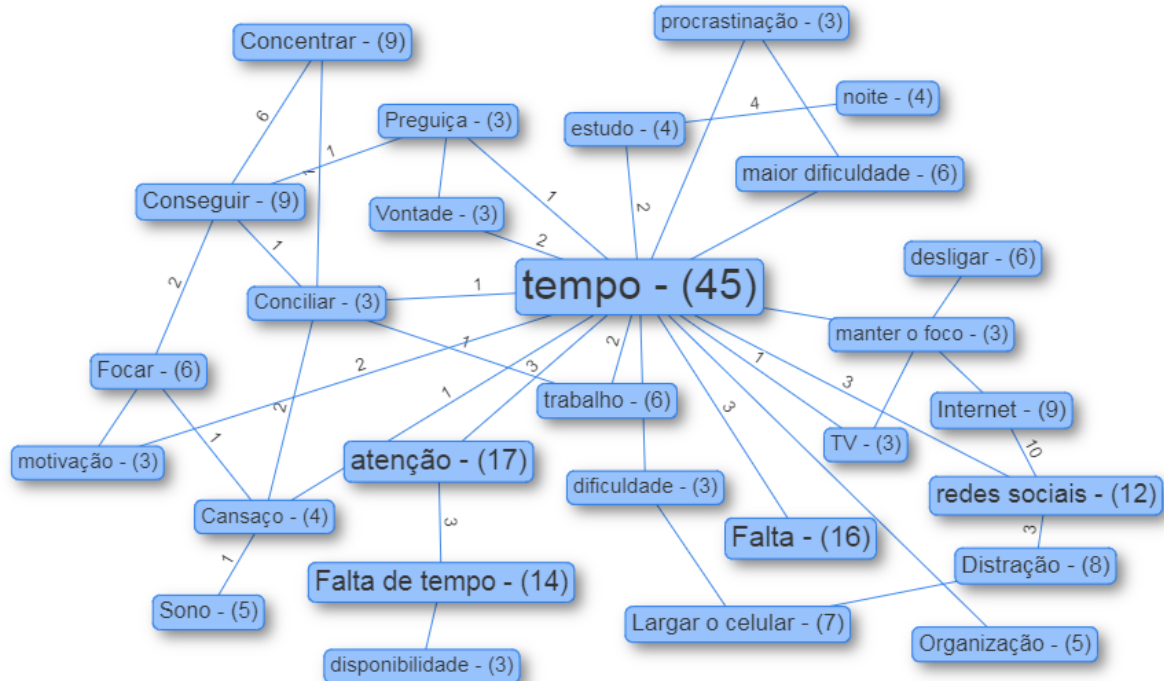 procrastinação - (3)
Concentrar - (9)
noite - (4)
4
Preguiça - (3)
estudo - (4)
6
1
1
maior dificuldade - (6)
Conseguir - (9)
1
2
Vontade - (3)
2
1
desligar - (6)
tempo - (45)
2
1
Conciliar - (3)
manter o foco - (3)
1
2
3
1
3
2
Focar - (6)
1
trabalho - (6)
3
Internet - (9)
2
1
TV - (3)
10
motivação - (3)
atenção - (17)
dificuldade - (3)
redes sociais - (12)
Cansaço - (4)
3
Falta - (16)
3
1
Distração - (8)
Falta de tempo - (14)
Sono - (5)
Largar o celular - (7)
Organização - (5)
disponibilidade - (3)